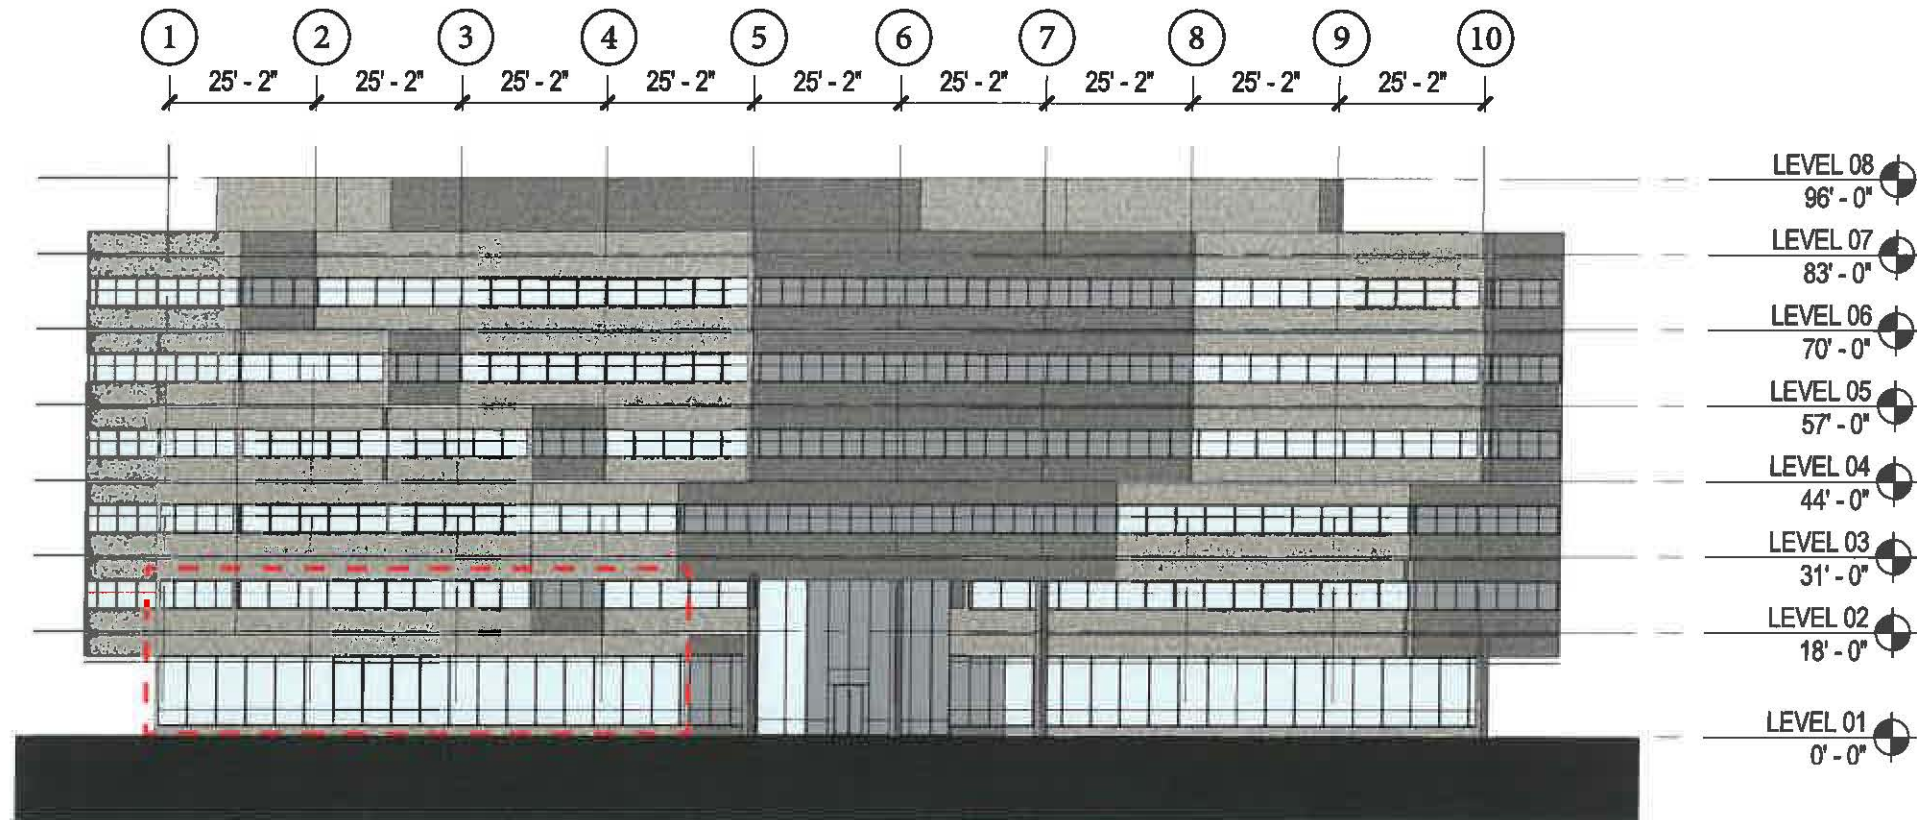 1 2 3 4 5 6 7 8 9 10
25' - 2" 25' - 2" 25' - 2" 25' - 2" 25' - 2" 25' - 2" 25' - 2" 25' - 2" 25' - 2"
LEVEL 08
96' - 0"
LEVEL 07
83' - 0"
LEVEL 06
70' - 0"
LEVEL 05
57' - 0"
LEVEL 04
44' - 0"
LEVEL 03
31' - 0"
LEVEL 02
18' - 0"
LEVEL 01
0' - 0"